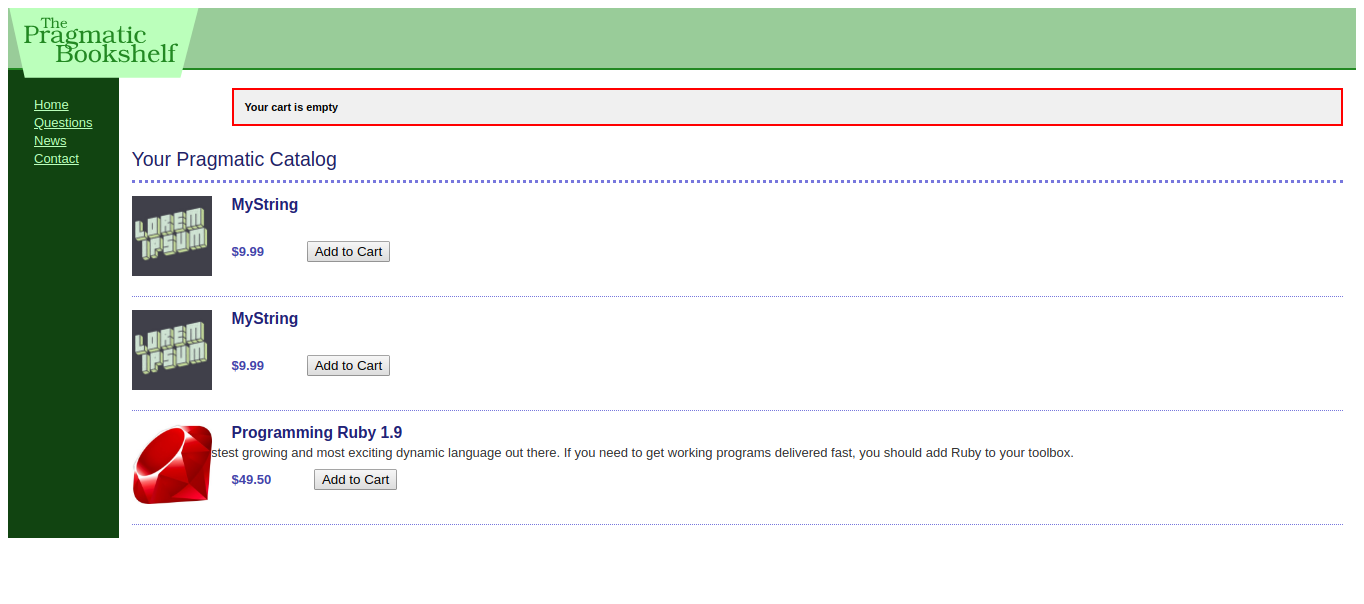 The
Pragmatic
Bookshelf
Home
Questions
News
Contact
Your cart is empty
Your Pragmatic Catalog
LOREM
IPSUM
MyString
$9.99 Add to Cart
LOREM
IPSUM
MyString
$9.99 Add to Cart
Programming Ruby 1.9
growing and most exciting dynamic language out there. If you need to get working programs delivered fast, you should add Ruby to your toolbox.
$49.50 Add to Cart